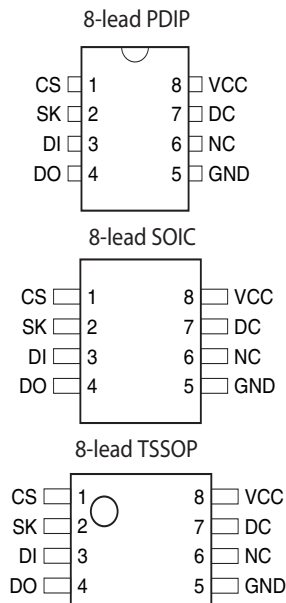 8-lead PDIP
CS 1 8 VCC
SK 2 7 DC
DI 3 6 NC
DO 4 5 GND
8-lead SOIC
CS 1 8 VCC
SK 2 7 DC
DI 3 6 NC
DO 4 5 GND
8-lead TSSOP
CS 1 8 VCC
SK 2 7 DC
DI 3 6 NC
DO 4 5 GND